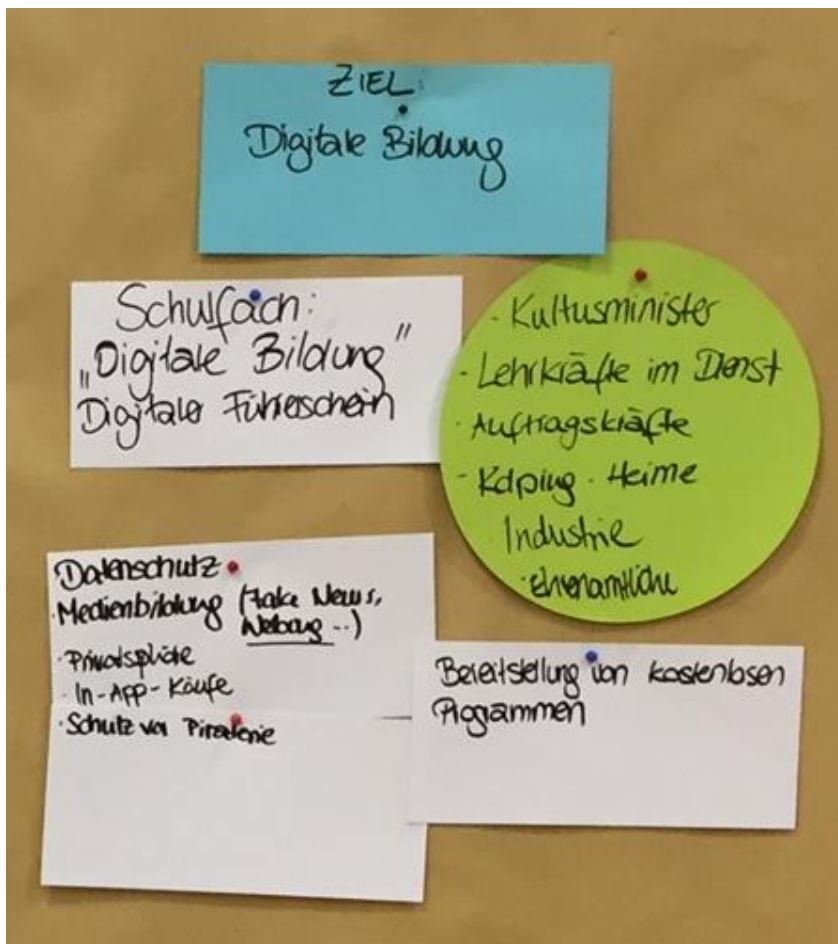 ZIEL:
Digitale Bildung
Schulfach:
„Digitale Bildung"
Digitaler Führerschein
- Kultusminister
- Lehrkräfte im Dienst
· Auftragskräfte
- Kolping · Heime
· Industrie
· Ehrenamtliche
Datenschutz
· Medienbildung (Fake News,
Werbung ..)
· Privatsphäre
· In-App-Käufe
· Schutz vor Piraterie
Bereitstellung von kostenlosen
Programmen